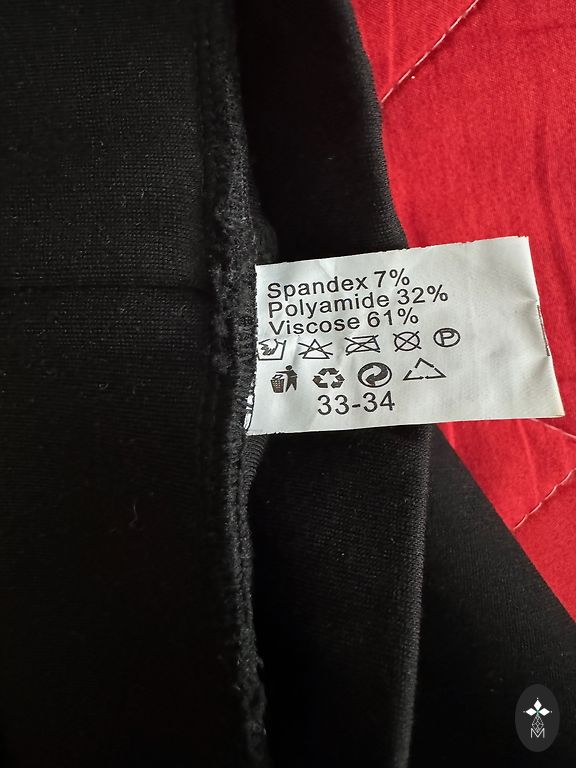 Spandex 7%
Polyamide 32%
Viscose 61%
P
33-34
M